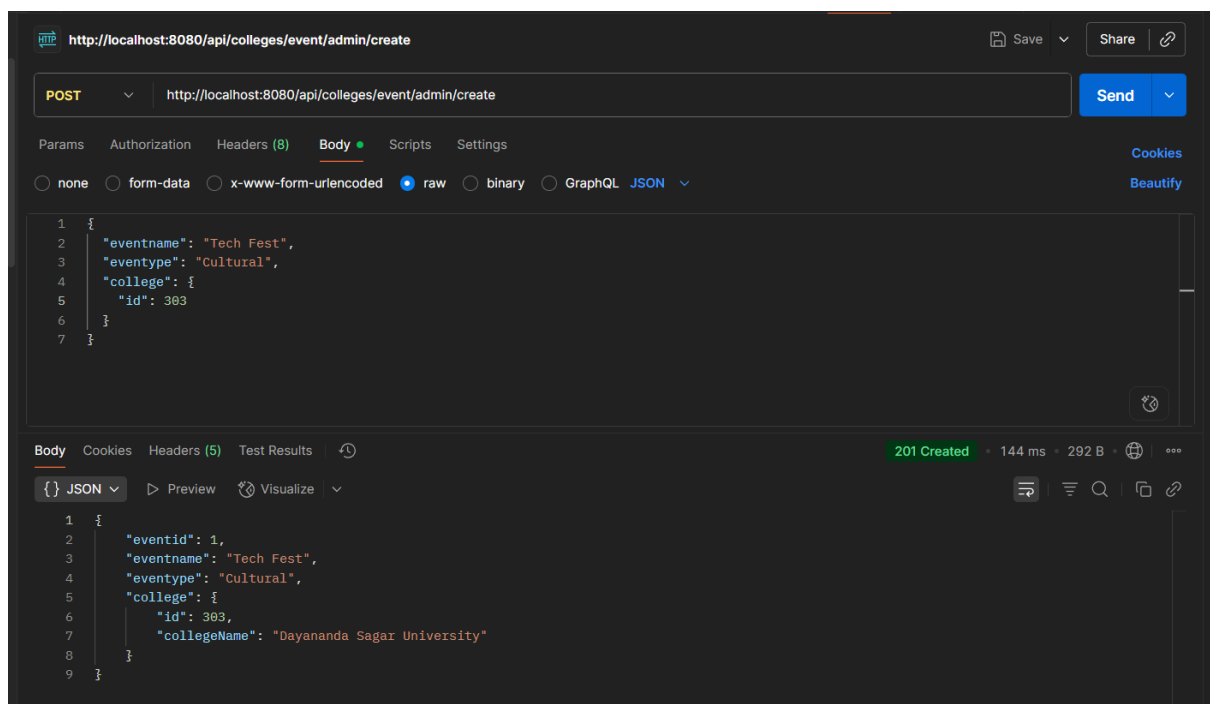 HTTP http://localhost:8080/api/colleges/event/admin/create Save Share
POST http://localhost:8080/api/colleges/event/admin/create Send
Params Authorization Headers (8) Body Scripts Settings Cookies
none form-data x-www-form-urlencoded raw binary GraphQL JSON Beautify
1 {
2 "eventname": "Tech Fest",
3 "eventype": "Cultural",
4 "college": {
5 "id": 303
6 }
7 }
Body Cookies Headers (5) Test Results 201 Created 144 ms 292 B
{} JSON Preview Visualize
1 {
2 "eventid": 1,
3 "eventname": "Tech Fest",
4 "eventype": "Cultural",
5 "college": {
6 "id": 303,
7 "collegeName": "Dayananda Sagar University"
8 }
9 }